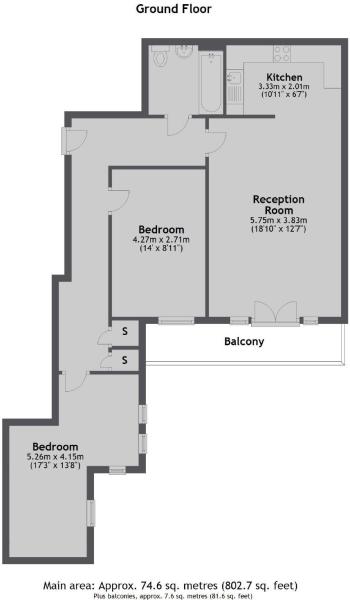 Ground Floor
Kitchen
3.33m x 2.01m
(10'11" x 6'7")
Reception
Room
5.75m x 3.83m
(18'10" x 12'7")
Bedroom
4.27m x 2.71m
(14' x 8'11")
S
S
Balcony
Bedroom
5.26m x 4.15m
(17'3" x 13'8")
Main area: Approx. 74.6 sq. metres (802.7 sq. feet)
Plus balconies, approx. 7.6 sq. metres (81.6 sq. feet)